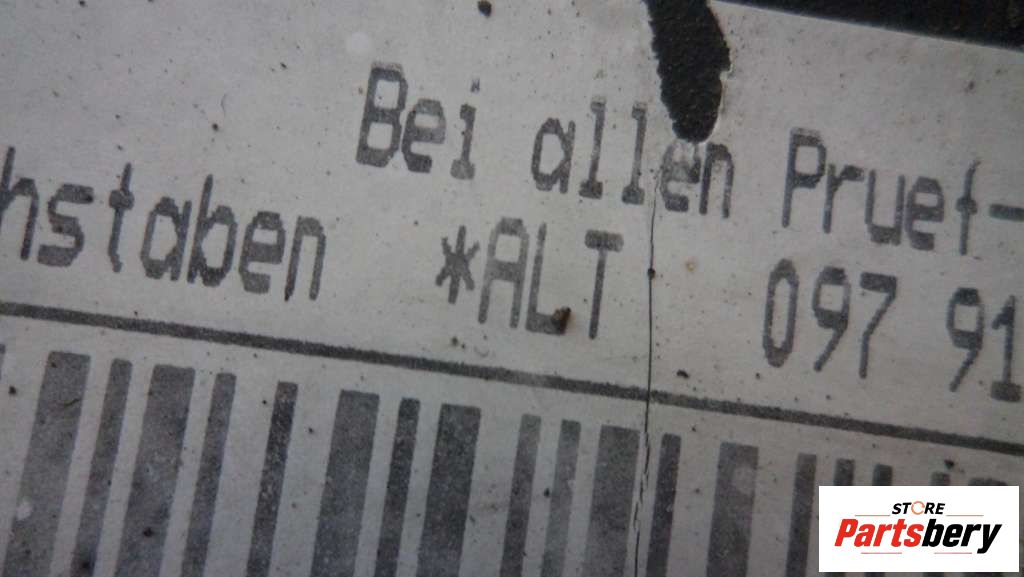 Bei allen Pruef-
hstaben *ALT 097 91
STORE
Partsbery